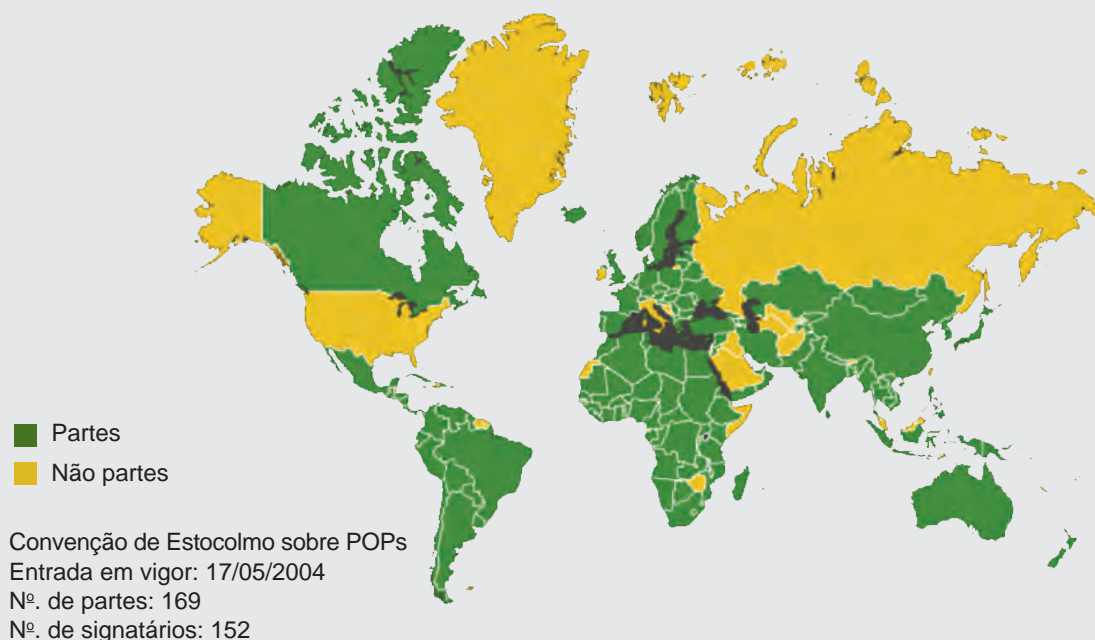 Partes
Não partes
Convenção de Estocolmo sobre POPs
Entrada em vigor: 17/05/2004
Nº. de partes: 169
Nº. de signatários: 152